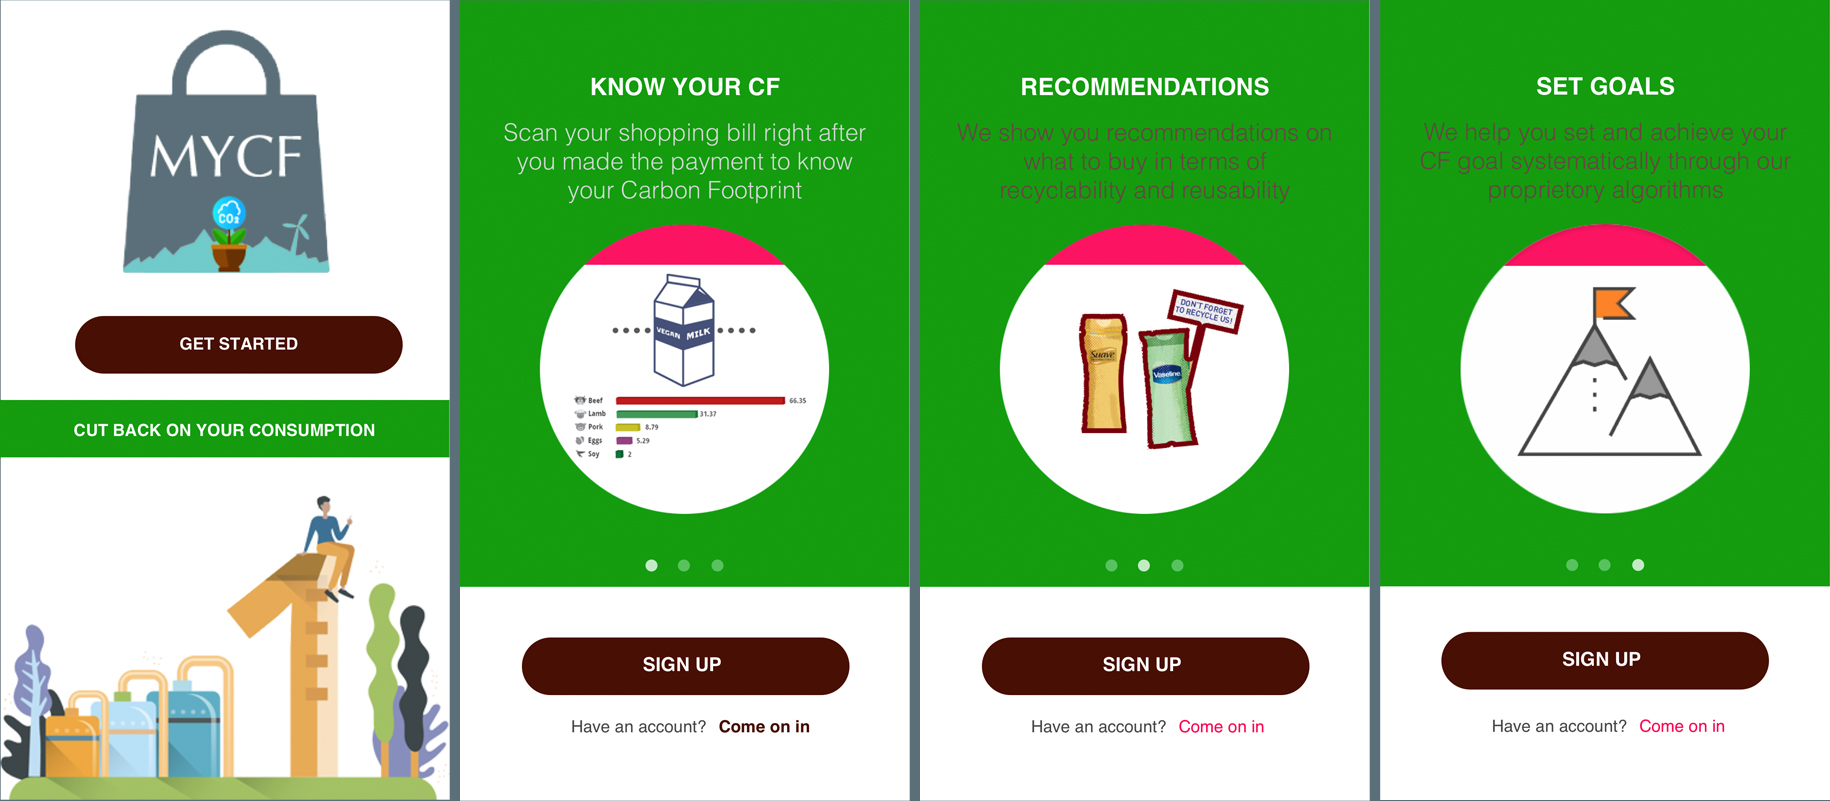 MYCF
CO2
GET STARTED
CUT BACK ON YOUR CONSUMPTION
KNOW YOUR CF
Scan your shopping bill right after
you made the payment to know
your Carbon Footprint
VEGAN MILK
Beef 66.35
Lamb 31.37
Pork 8.79
Eggs 5.29
Soy 2
SIGN UP
Have an account? Come on in
RECOMMENDATIONS
We show you recommendations on
what to buy in terms of
recyclability and reusability
DON'T FORGET
TO RECYCLE US!
Suave
Vaseline
SIGN UP
Have an account? Come on in
SET GOALS
We help you set and achieve your
CF goal systematically through our
proprietory algorithms
SIGN UP
Have an account? Come on in